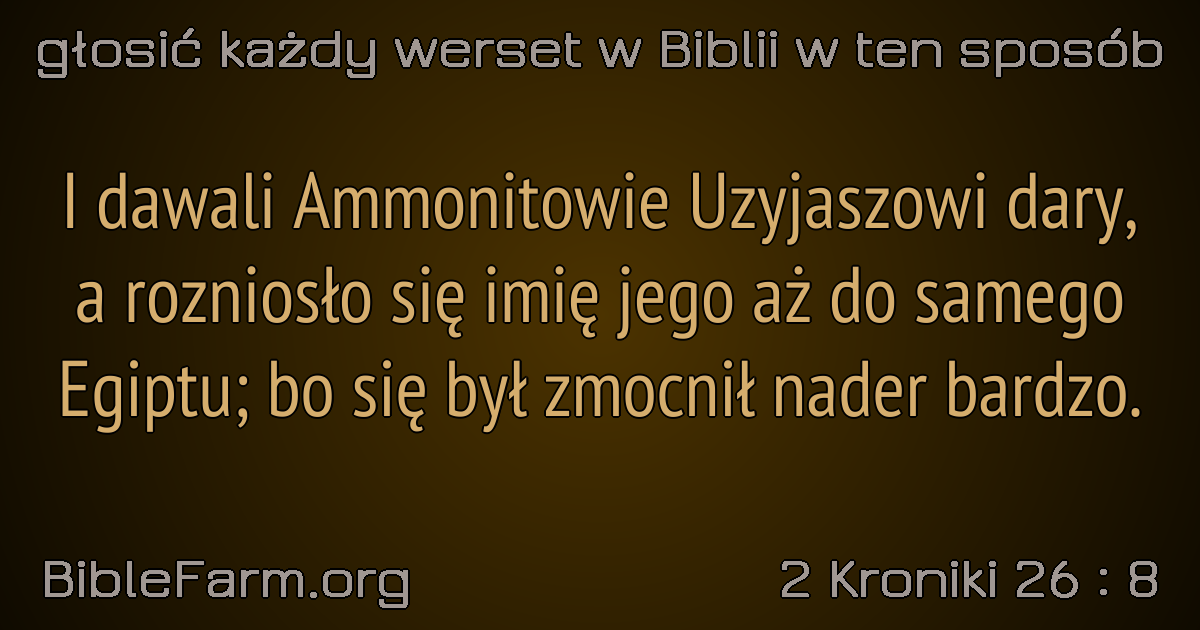 głosić każdy werset w Biblii w ten sposób
I dawali Ammonitowie Uzyjaszowi dary,
a rozniosło się imię jego aż do samego
Egiptu; bo się był zmocnił nader bardzo.
BibleFarm.org
2 Kroniki 26 : 8